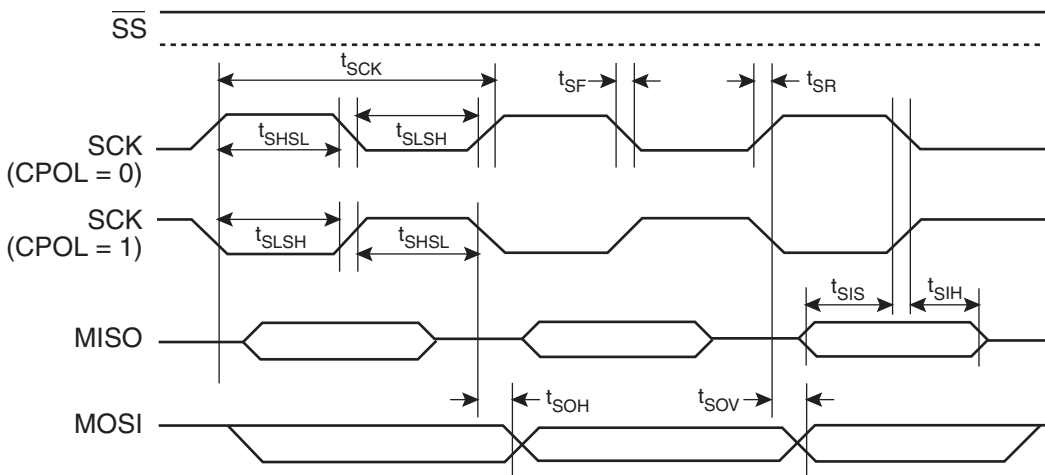 SS
tSCK
tSF
tSR
SCK
(CPOL = 0)
tSHSL
tSLSH
SCK
(CPOL = 1)
tSLSH
tSHSL
tSIS
tSIH
MISO
tSOH
tSOV
MOSI